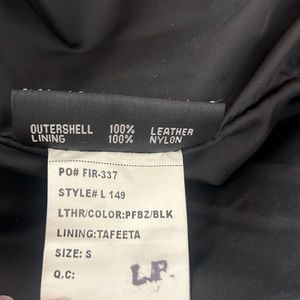 OUTERSHELL 100% LEATHER
LINING 100% NYLON
PO# FIR-337
STYLE# L 149
LTHR/COLOR:PFBZ/BLK
LINING:TAFEETA
SIZE: S
Q.C: L.F.